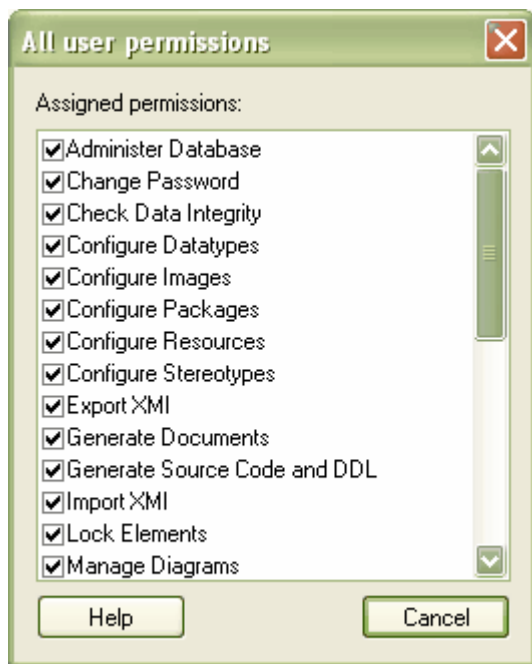 All user permissions
Assigned permissions:
Administer Database
Change Password
Check Data Integrity
Configure Datatypes
Configure Images
Configure Packages
Configure Resources
Configure Stereotypes
Export XMI
Generate Documents
Generate Source Code and DDL
Import XMI
Lock Elements
Manage Diagrams
Help
Cancel